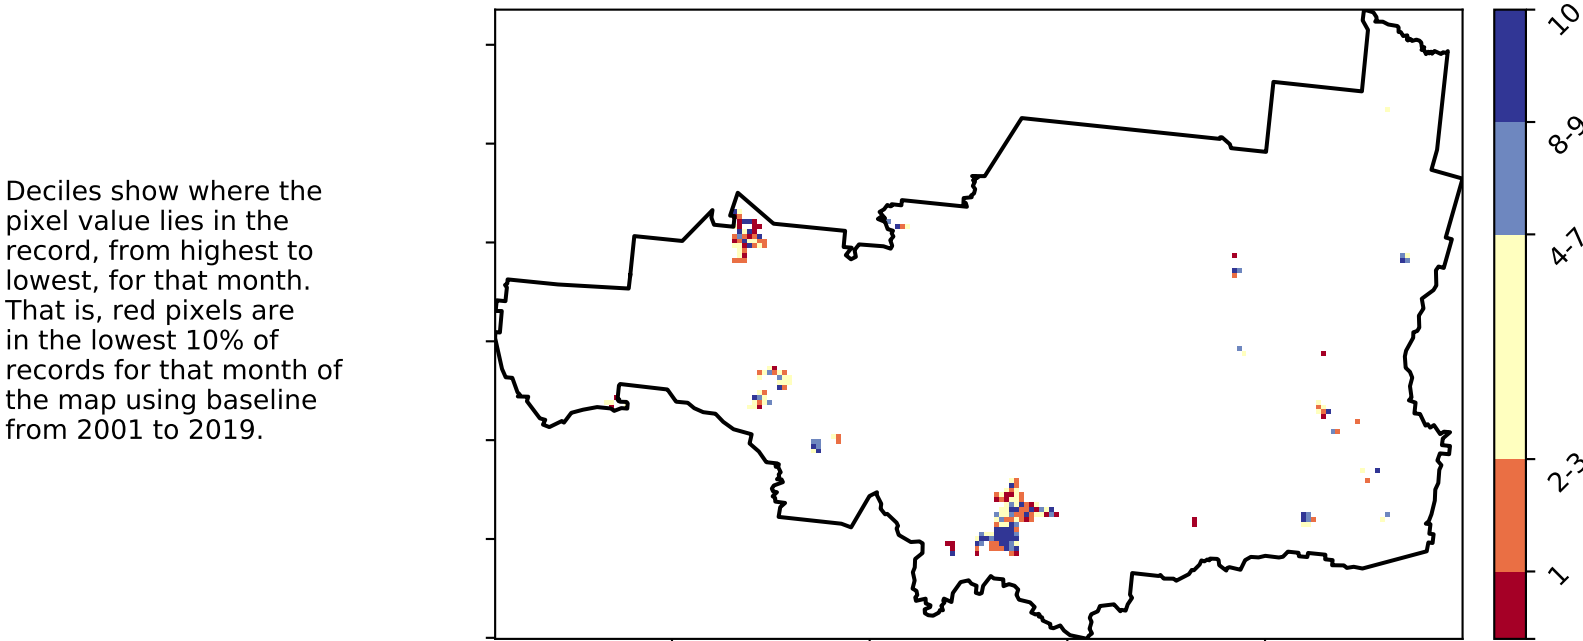 Deciles show where the
pixel value lies in the
record, from highest to
lowest, for that month.
That is, red pixels are
in the lowest 10% of
records for that month of
the map using baseline
from 2001 to 2019.
10
8-9
4-7
2-3
1